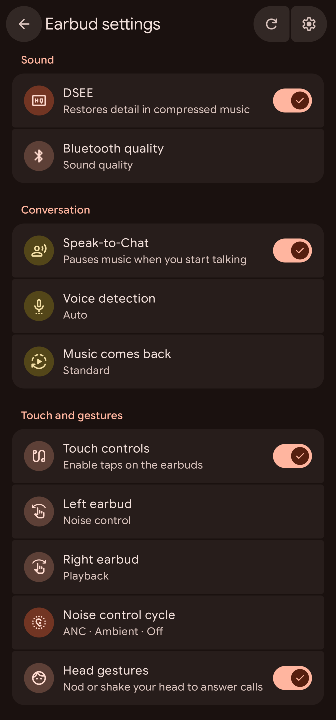 Earbud settings
Sound
HQ
DSEE
Restores detail in compressed music
Bluetooth quality
Sound quality
Conversation
Speak-to-Chat
Pauses music when you start talking
Voice detection
Auto
Music comes back
Standard
Touch and gestures
Touch controls
Enable taps on the earbuds
Left earbud
Noise control
Right earbud
Playback
Noise control cycle
ANC · Ambient · Off
Head gestures
Nod or shake your head to answer calls